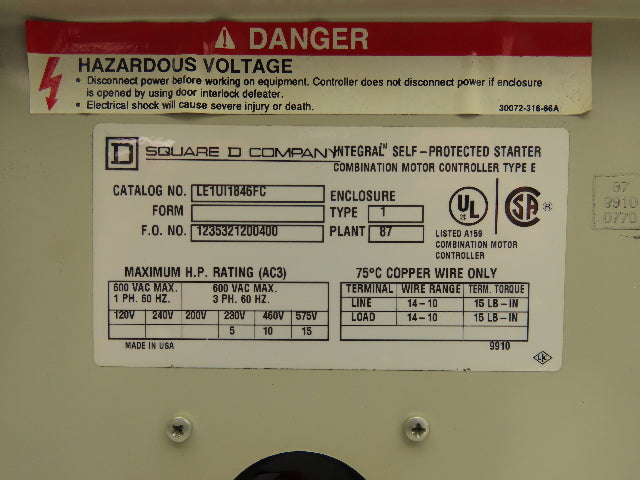 DANGER
HAZARDOUS VOLTAGE
• Disconnect power before working on equipment. Controller does not disconnect power if enclosure
is opened by using door interlock defeater.
• Electrical shock will cause severe injury or death.
30072-316-66A
D SQUARE D COMPANY
INTEGRAL™ SELF-PROTECTED STARTER
COMBINATION MOTOR CONTROLLER TYPE E
CATALOG NO. LE1UI1846FC
FORM
F.O. NO. 1235321200400
ENCLOSURE
TYPE 1
PLANT 87
UL ®
LISTED A159
COMBINATION MOTOR
CONTROLLER
SA ®
MAXIMUM H.P. RATING (AC3)
600 VAC MAX. 600 VAC MAX.
1 PH. 60 HZ. 3 PH. 60 HZ.
120V 240V 200V 230V 460V 575V
5 10 15
MADE IN USA
75°C COPPER WIRE ONLY
TERMINAL WIRE RANGE TERM. TORQUE
LINE 14-10 15 LB-IN
LOAD 14-10 15 LB-IN
9910
87
9910
0770